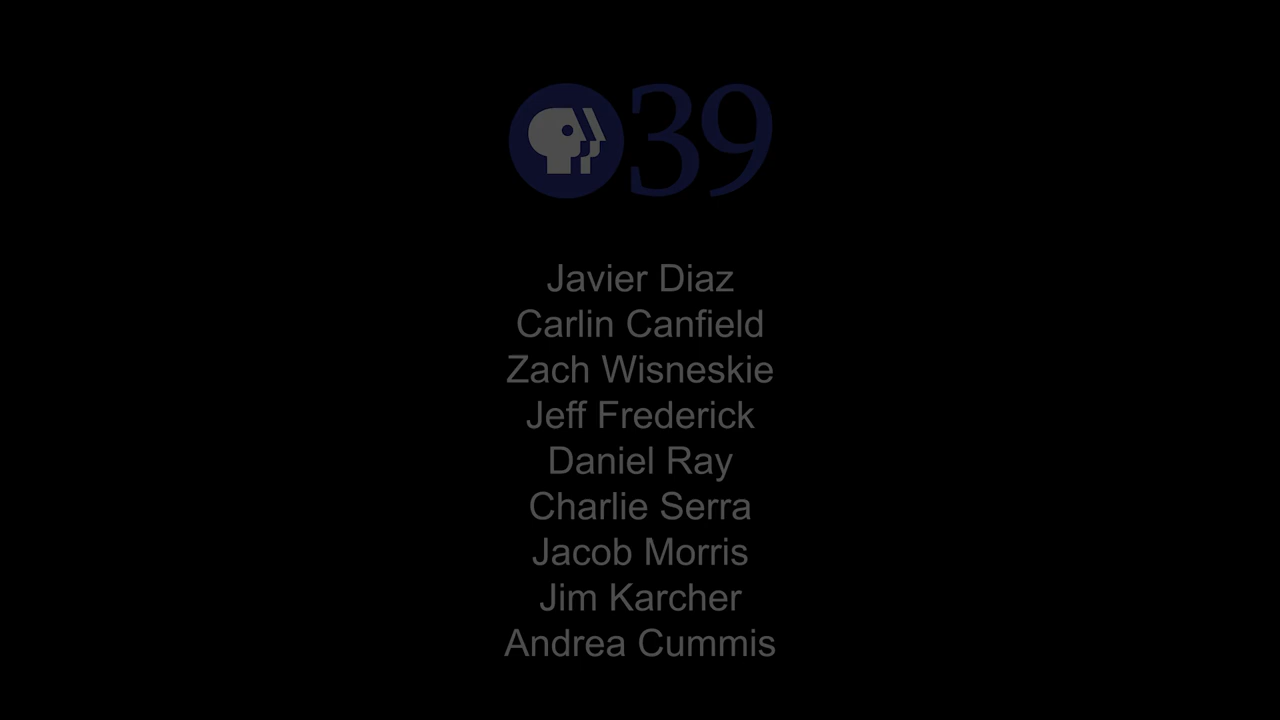 39
Javier Diaz
Carlin Canfield
Zach Wisneskie
Jeff Frederick
Daniel Ray
Charlie Serra
Jacob Morris
Jim Karcher
Andrea Cummis